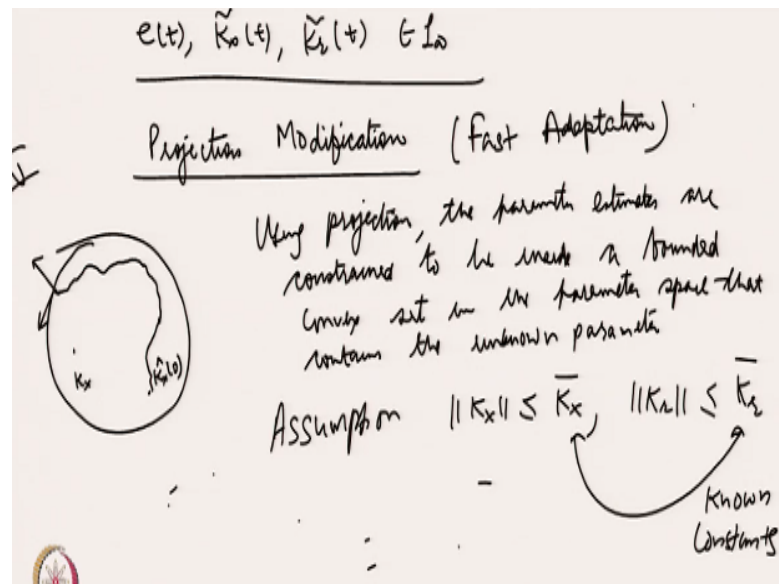 e(t), K̃x(t), K̃r(t) ∈ L∞
Projection Modification (Fast Adaptation)
Using projection, the parameter estimates are
constrained to be inside a bounded
convex set in the parameter space that
contains the unknown parameter
Kx
K̂x(0)
Assumption ||Kx|| ≤ K̄x, ||Kr|| ≤ K̄r
Known
Constants